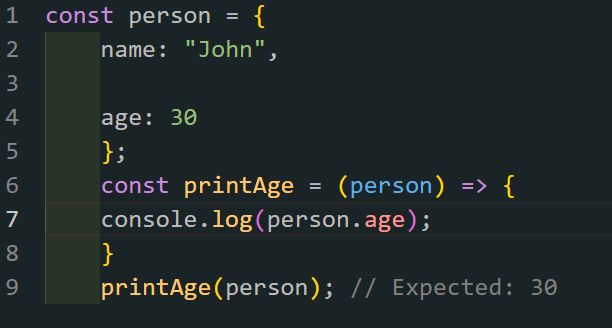 1 const person = {
2 name: "John",
3
4 age: 30
5 };
6 const printAge = (person) => {
7 console.log(person.age);
8 }
9 printAge(person); // Expected: 30